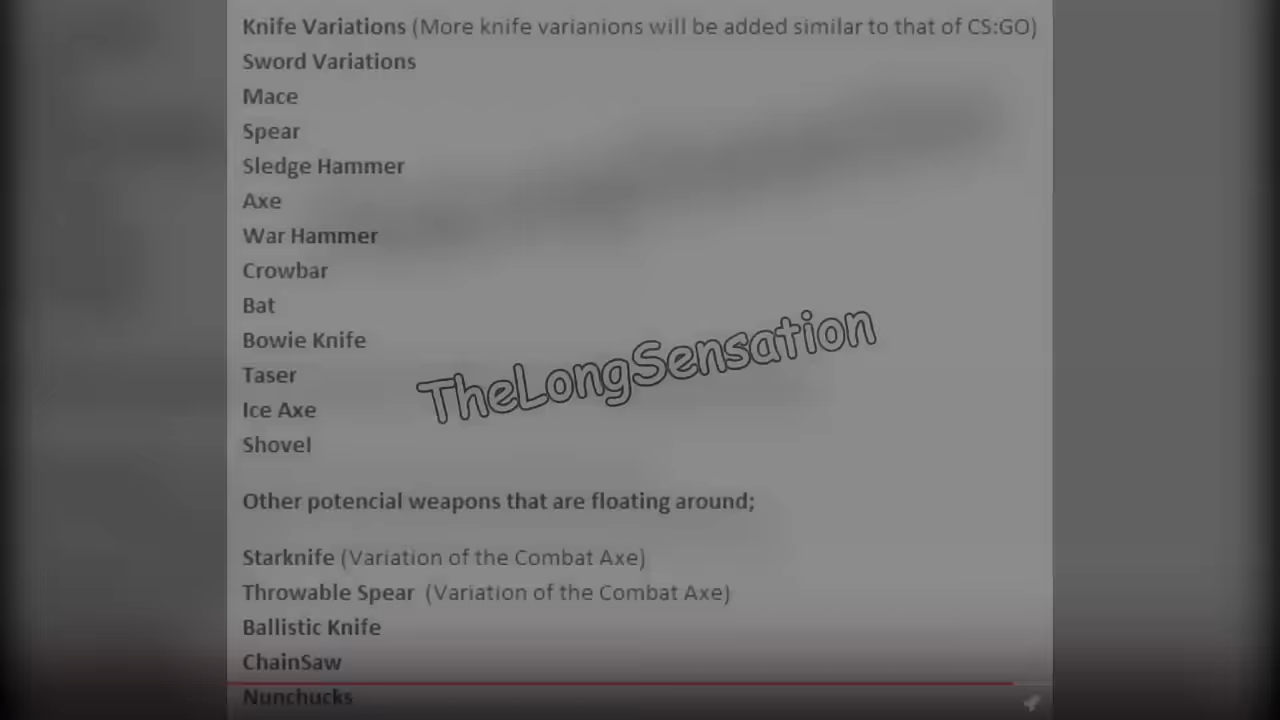 Knife Variations (More knife varianions will be added similar to that of CS:GO)
Sword Variations
Mace
Spear
Sledge Hammer
Axe
War Hammer
Crowbar
Bat
Bowie Knife
Taser
Ice Axe
Shovel
TheLongSensation
Other potencial weapons that are floating around;
Starknife (Variation of the Combat Axe)
Throwable Spear (Variation of the Combat Axe)
Ballistic Knife
ChainSaw
Nunchucks